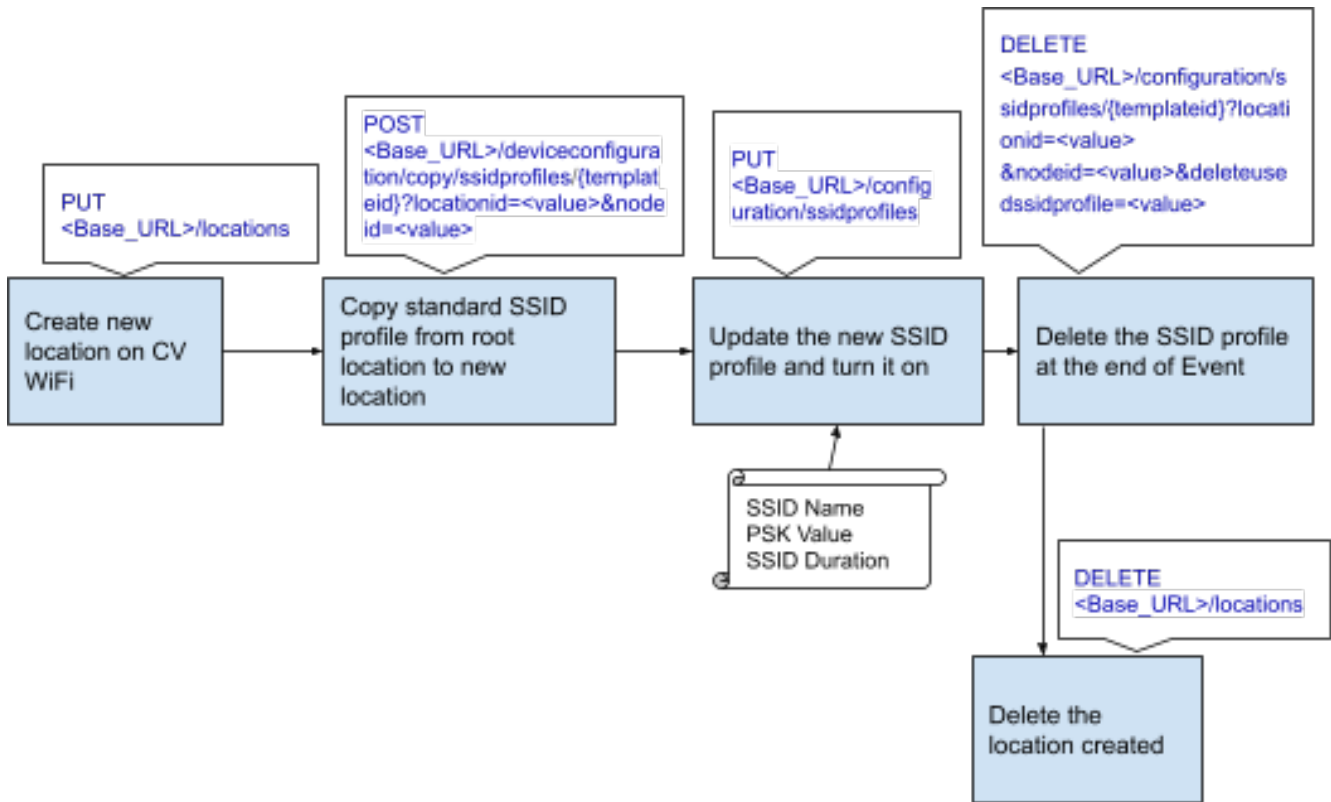 PUT
<Base_URL>/locations
Create new
location on CV
WiFi
POST
<Base_URL>/deviceconfigura
tion/copy/ssidprofiles/{templat
eid}?locationid=<value>&node
id=<value>
Copy standard SSID
profile from root
location to new
location
PUT
<Base_URL>/config
uration/ssidprofiles
Update the new SSID
profile and turn it on
SSID Name
PSK Value
SSID Duration
DELETE
<Base_URL>/configuration/s
sidprofiles/{templateid}?locati
onid=<value>
&nodeid=<value>&deleteuse
dssidprofile=<value>
Delete the SSID profile
at the end of Event
DELETE
<Base_URL>/locations
Delete the
location created